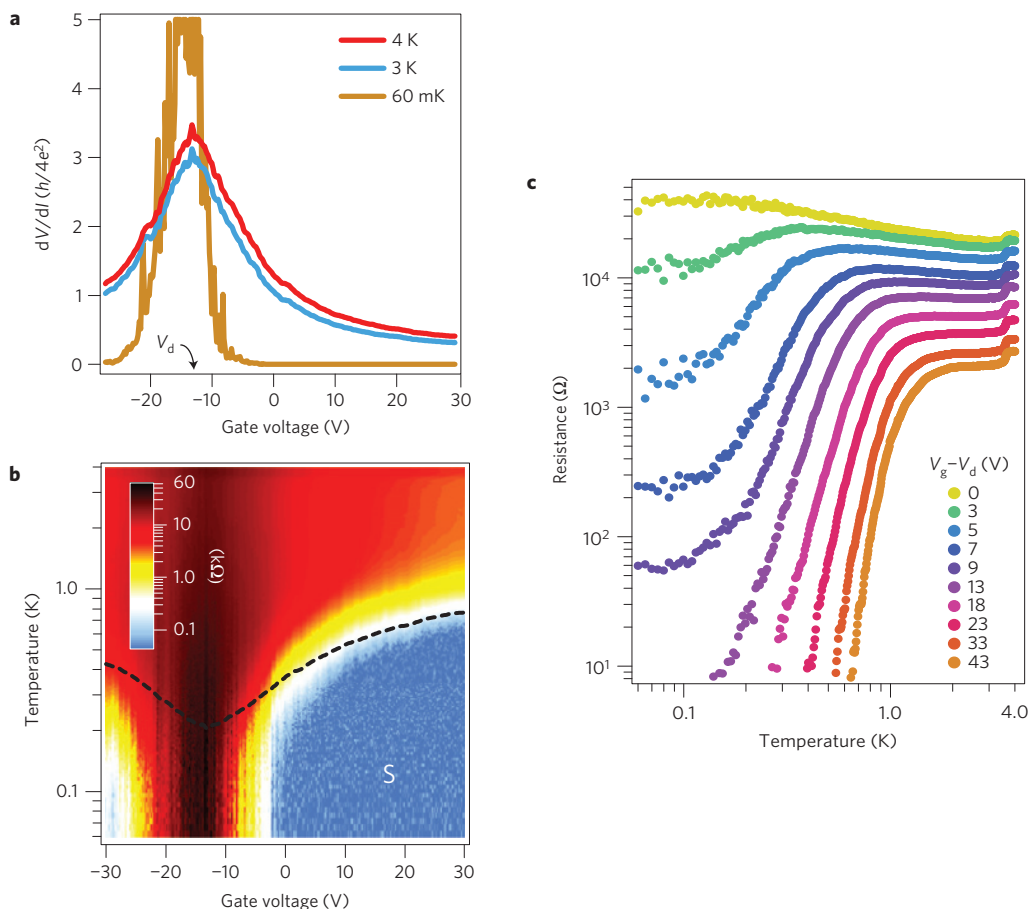 a
5
4
3
2
1
0
dV/dI (h/4e²)
4 K
3 K
60 mK
V_d
−20
−10
0
10
20
30
Gate voltage (V)
b
60
10
1.0
0.1
(kΩ)
1.0
0.1
Temperature (K)
S
−30
−20
−10
0
10
20
30
Gate voltage (V)
c
10⁴
10³
10²
10¹
Resistance (Ω)
V_g–V_d (V)
0
3
5
7
9
13
18
23
33
43
0.1
1.0
4.0
Temperature (K)